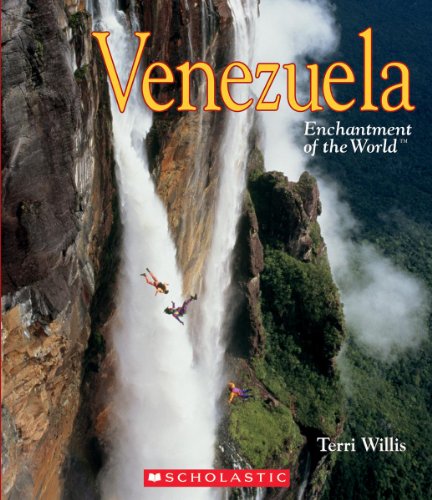 Venezuela
Enchantment
of the World™
Terri Willis
SCHOLASTIC